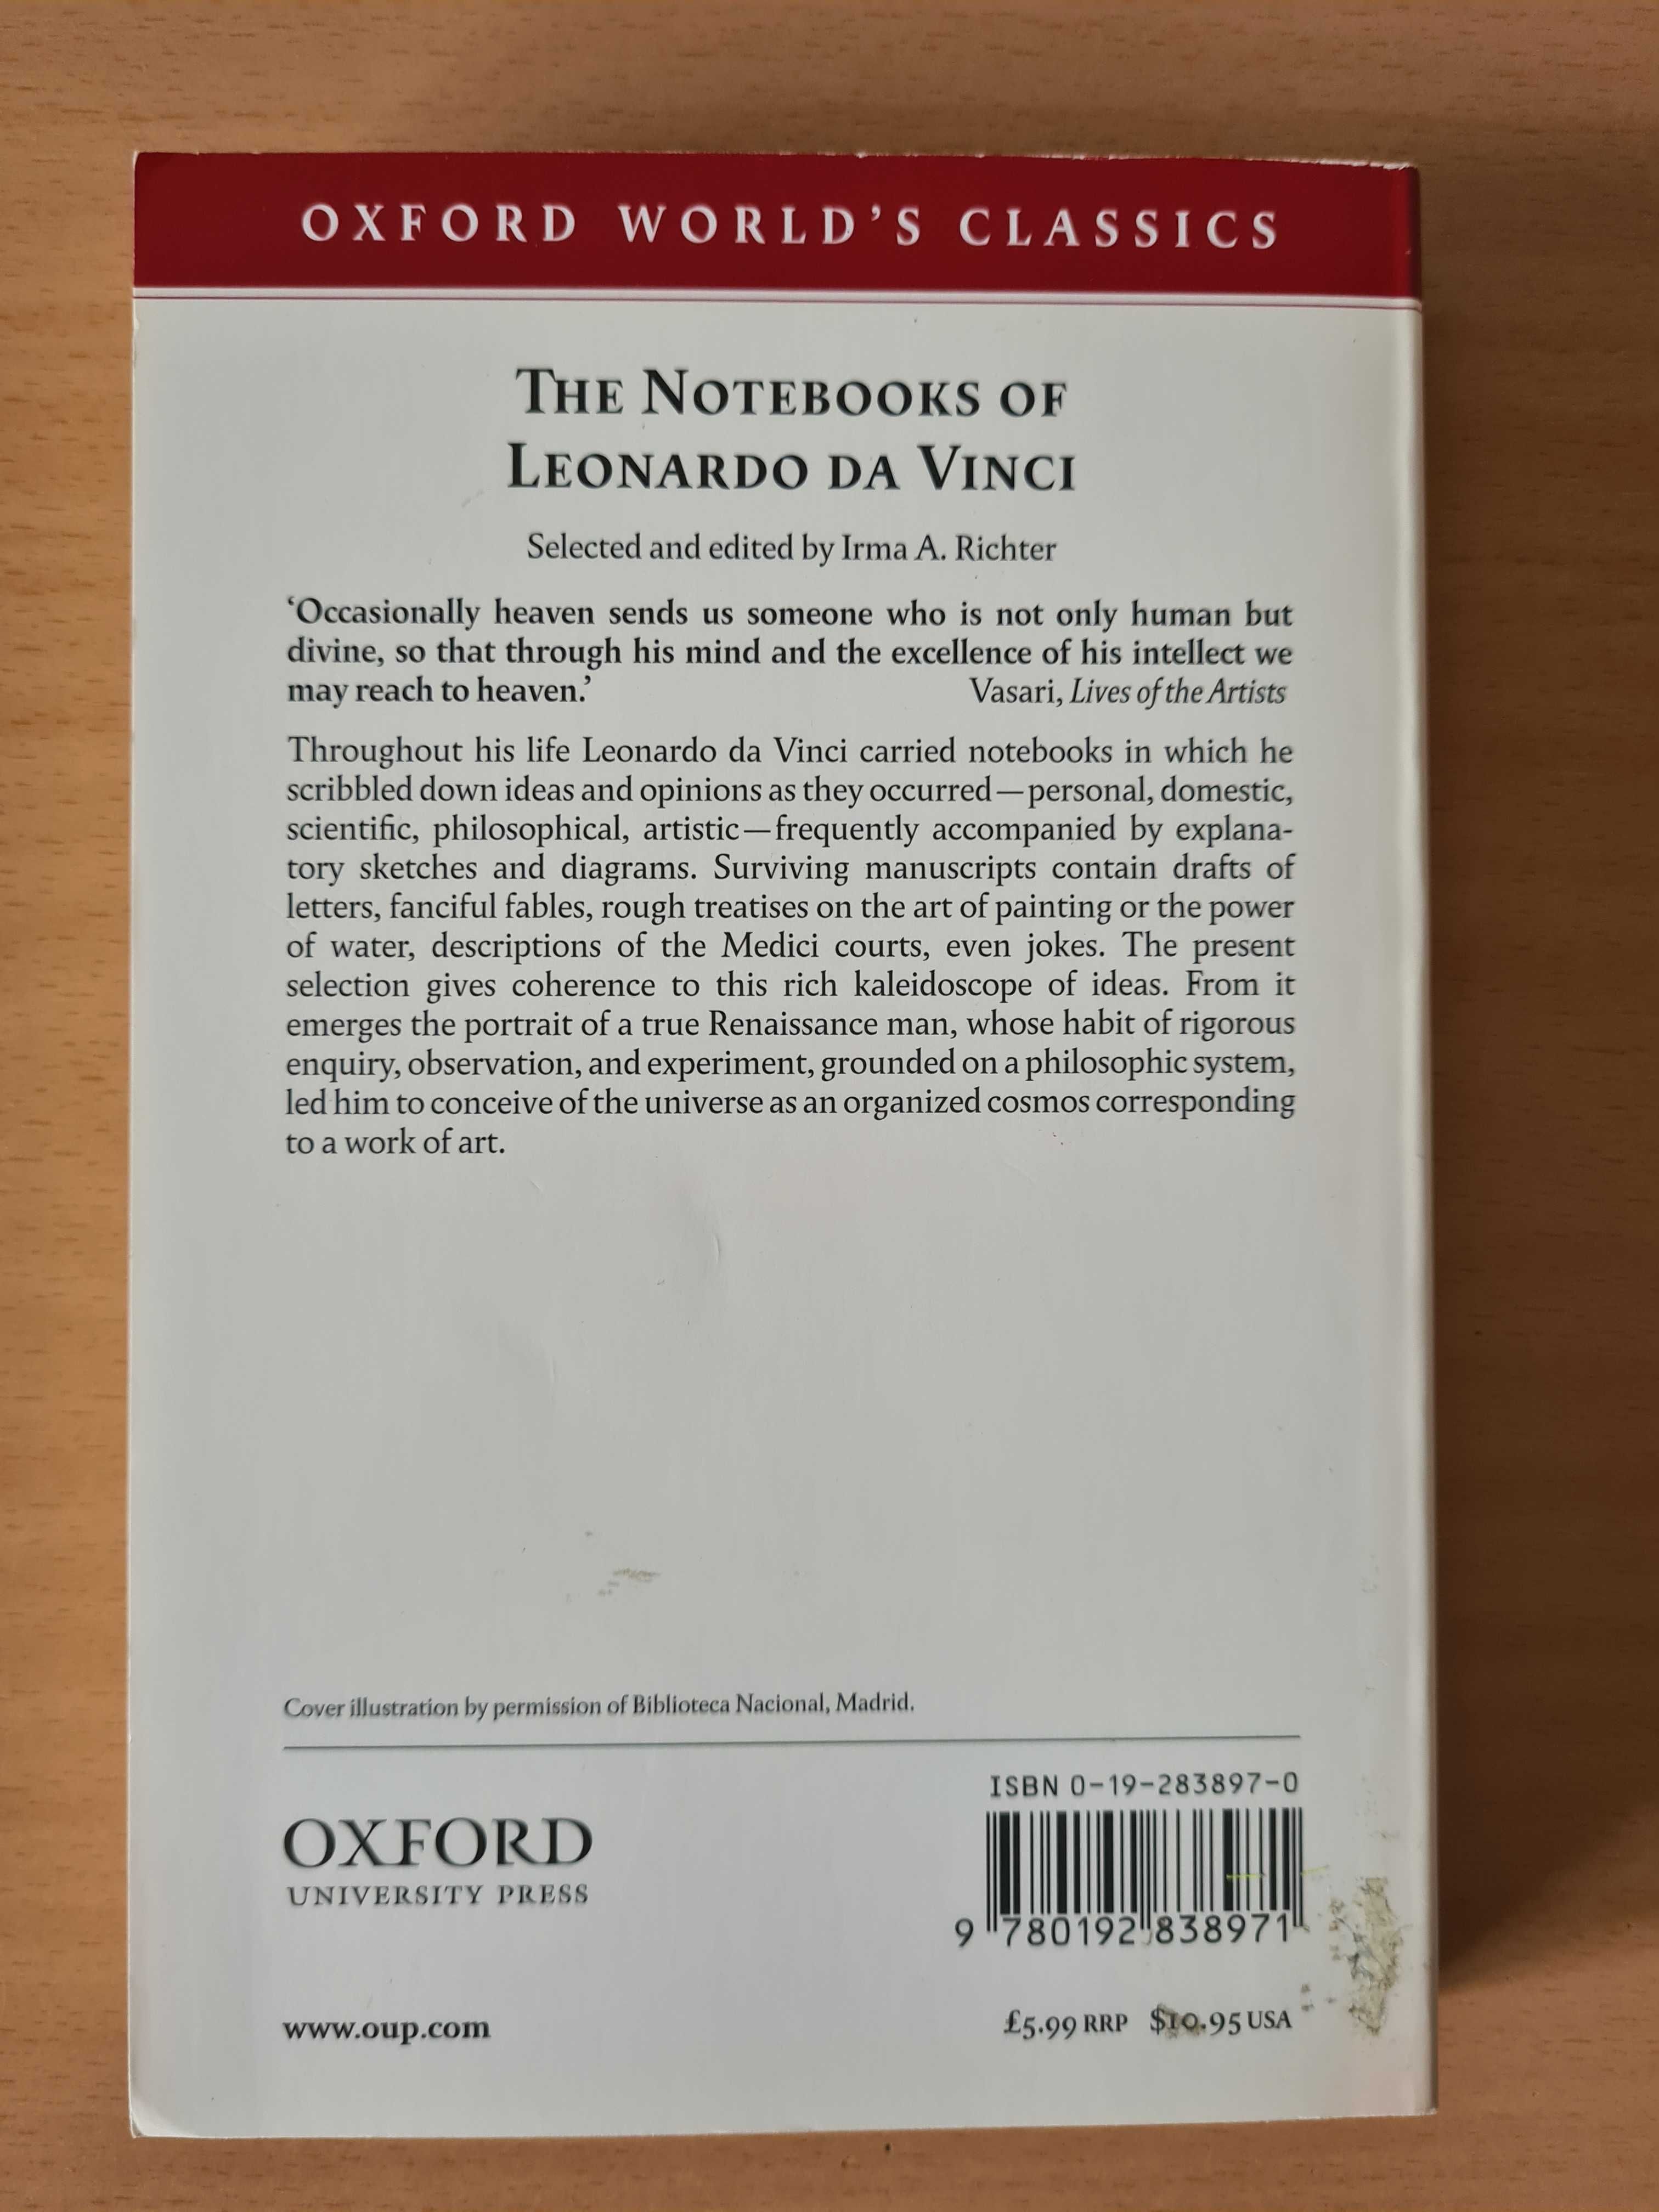 OXFORD WORLD'S CLASSICS
THE NOTEBOOKS OF
LEONARDO DA VINCI
Selected and edited by Irma A. Richter
‘Occasionally heaven sends us someone who is not only human but
divine, so that through his mind and the excellence of his intellect we
may reach to heaven.’ Vasari, Lives of the Artists
Throughout his life Leonardo da Vinci carried notebooks in which he
scribbled down ideas and opinions as they occurred—personal, domestic,
scientific, philosophical, artistic—frequently accompanied by explana-
tory sketches and diagrams. Surviving manuscripts contain drafts of
letters, fanciful fables, rough treatises on the art of painting or the power
of water, descriptions of the Medici courts, even jokes. The present
selection gives coherence to this rich kaleidoscope of ideas. From it
emerges the portrait of a true Renaissance man, whose habit of rigorous
enquiry, observation, and experiment, grounded on a philosophic system,
led him to conceive of the universe as an organized cosmos corresponding
to a work of art.
Cover illustration by permission of Biblioteca Nacional, Madrid.
ISBN 0-19-283897-0
OXFORD
UNIVERSITY PRESS
9 780192 838971
www.oup.com
£5.99 RRP $10.95 USA